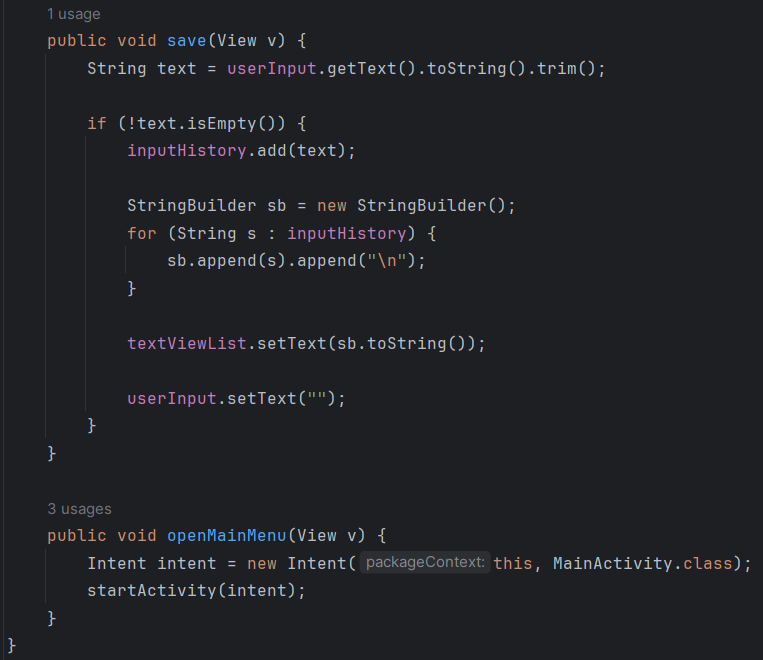 1 usage
public void save(View v) {
String text = userInput.getText().toString().trim();
if (!text.isEmpty()) {
inputHistory.add(text);
StringBuilder sb = new StringBuilder();
for (String s : inputHistory) {
sb.append(s).append("\n");
}
textViewList.setText(sb.toString());
userInput.setText("");
}
}
3 usages
public void openMainMenu(View v) {
Intent intent = new Intent( packageContext: this, MainActivity.class);
startActivity(intent);
}
}